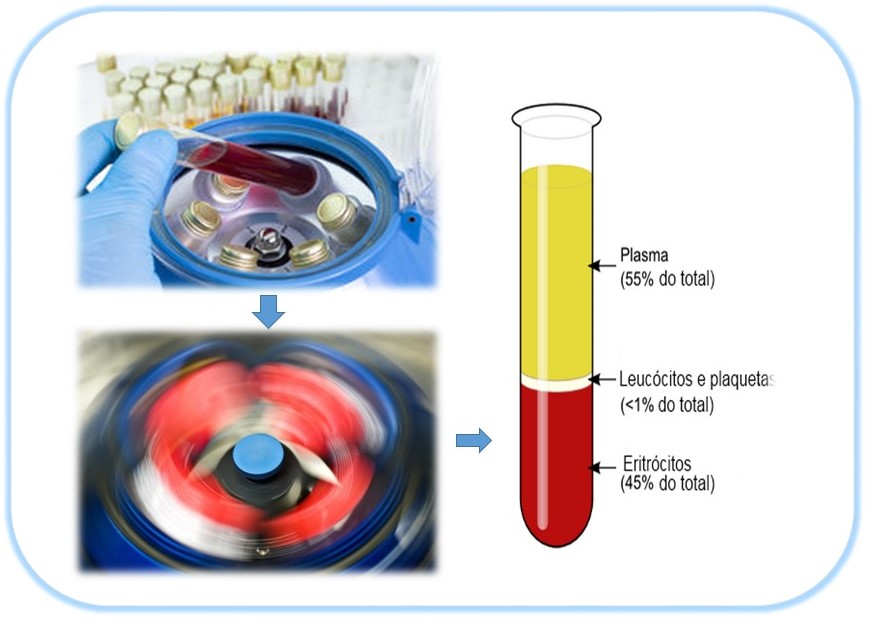 Plasma
(55% do total)
Leucócitos e plaquetas
(<1% do total)
Eritrócitos
(45% do total)